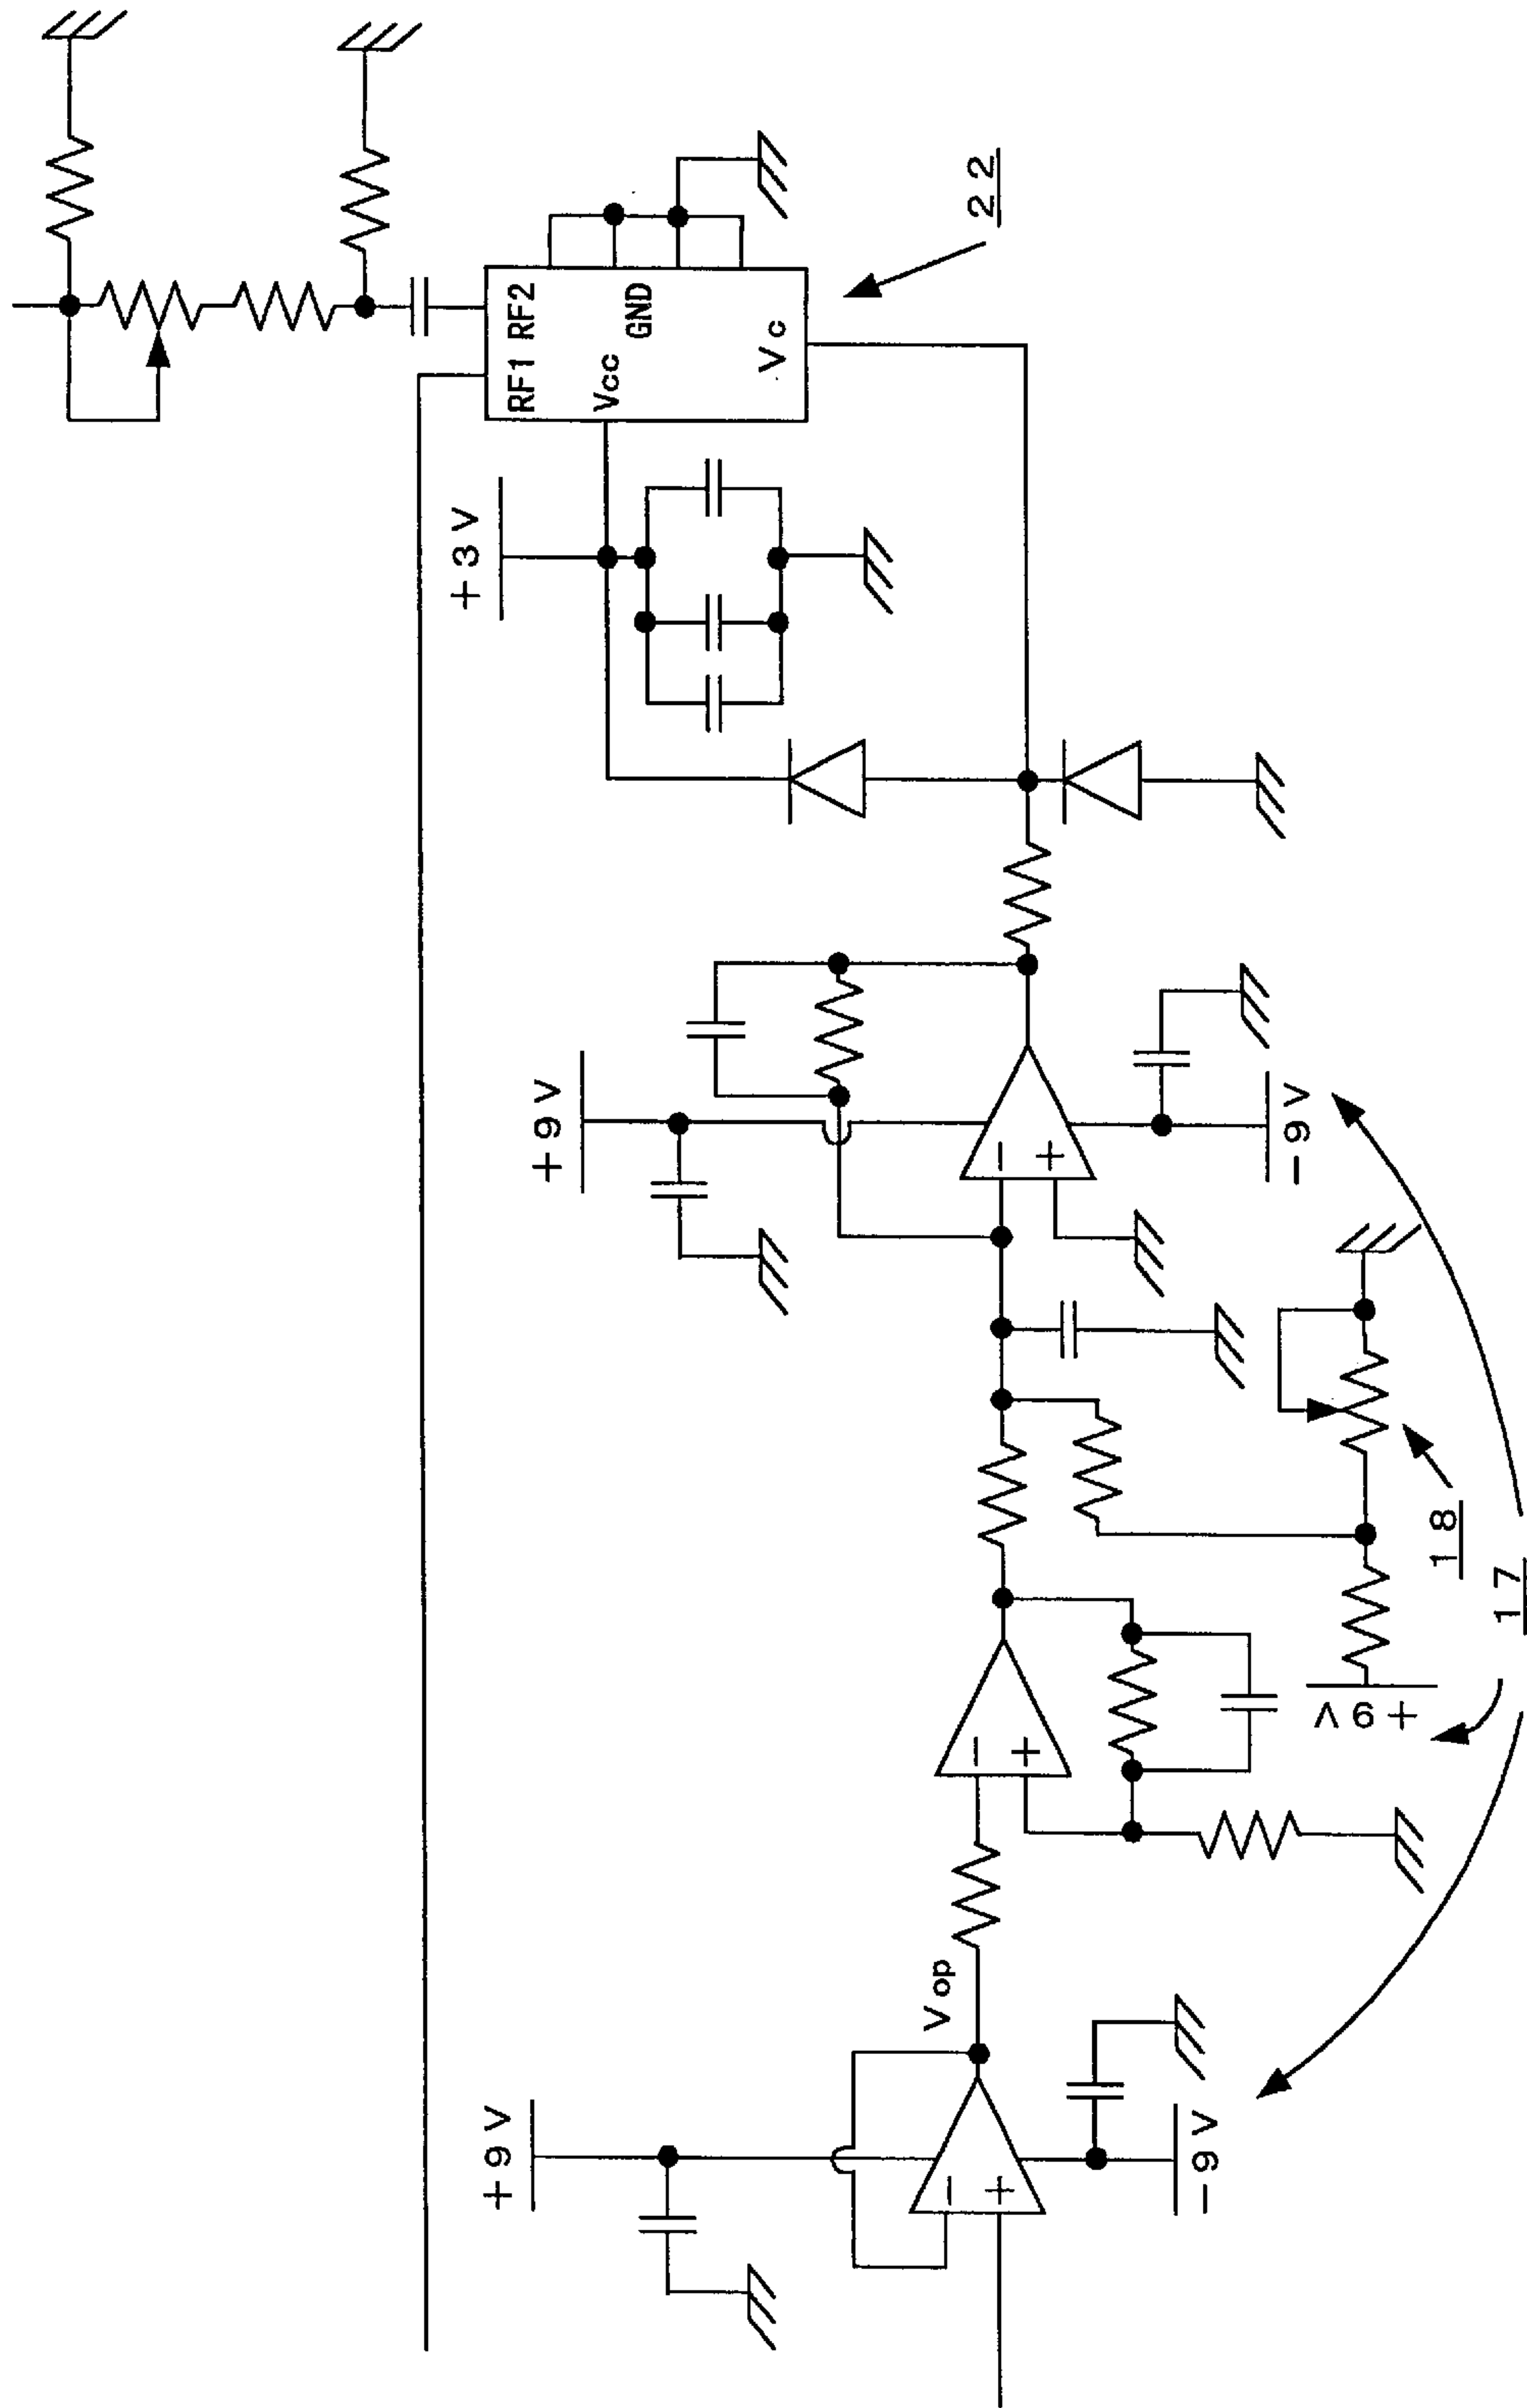 RF1 RF2
Vcc
GND
Vc
22
+3V
+9V
-9V
18
17
+9V
Vop
+9V
-9V